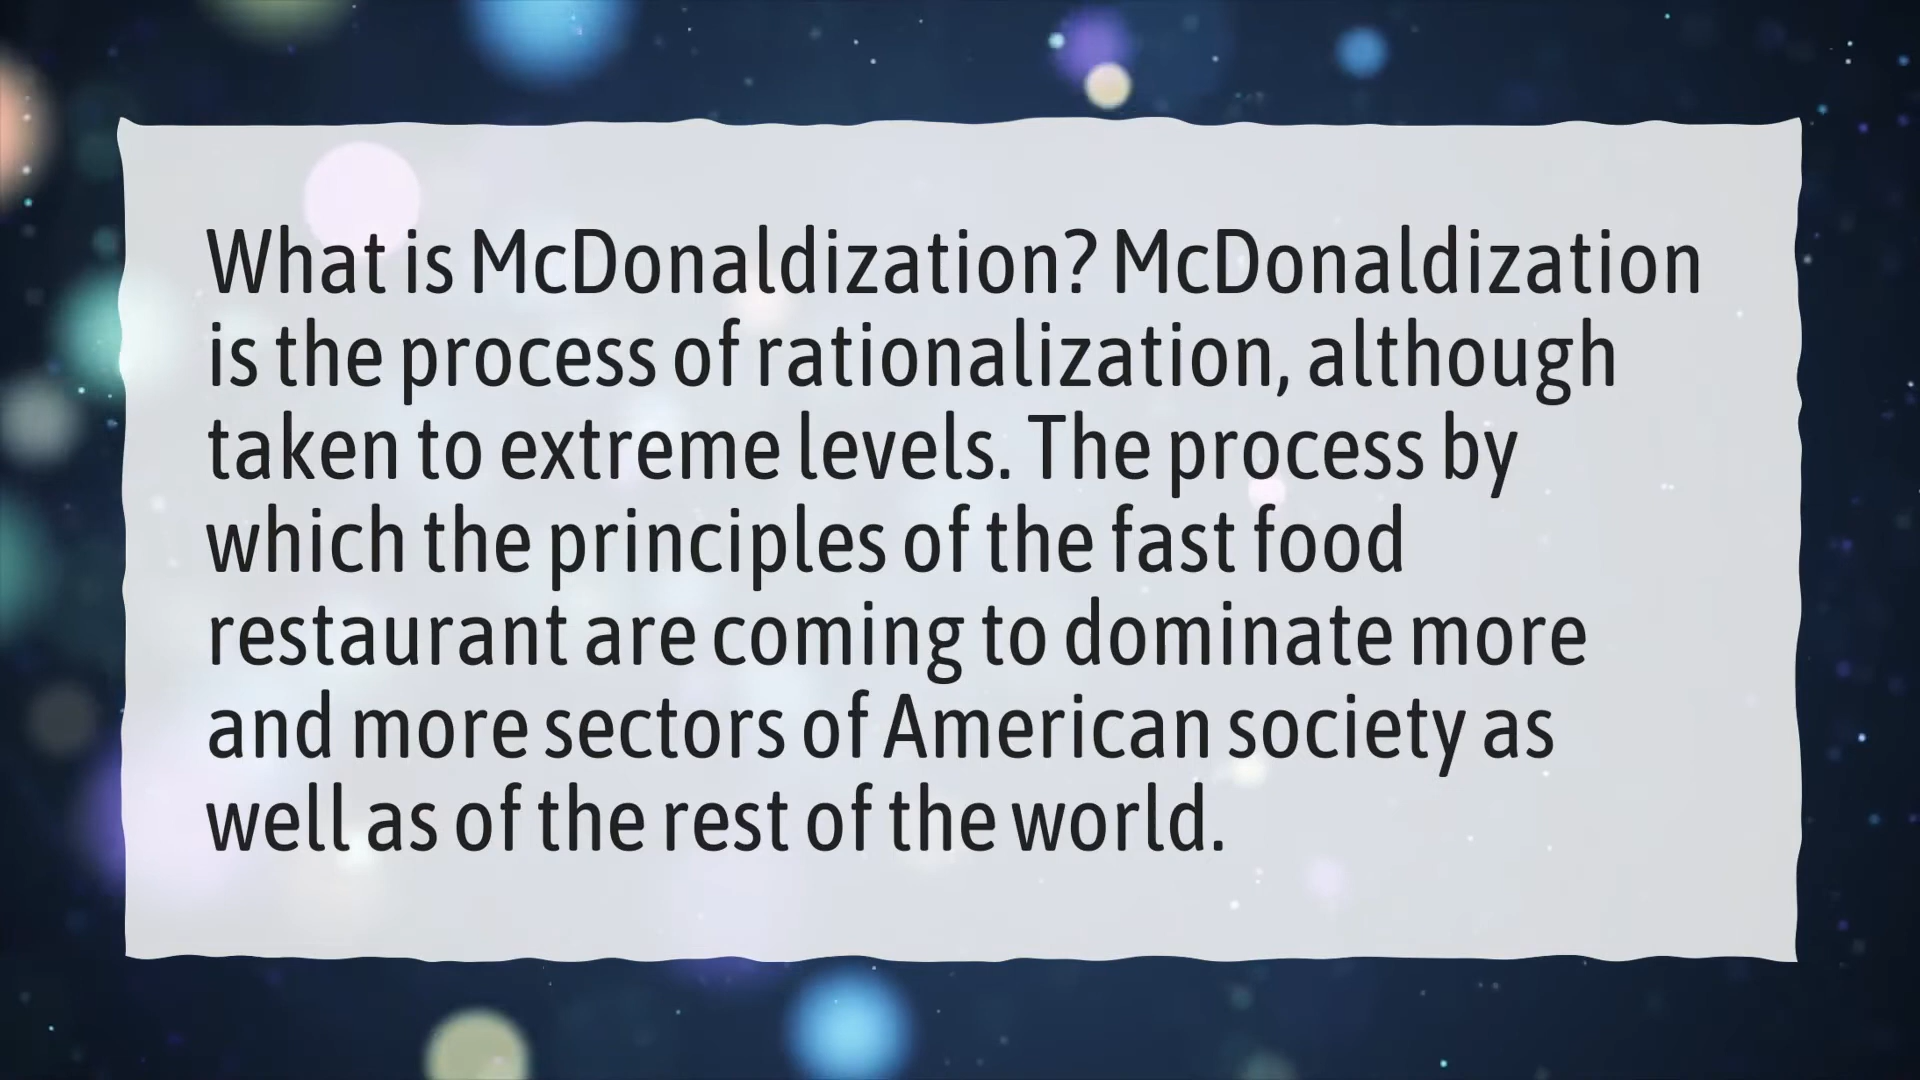 What is McDonaldization? McDonaldization
is the process of rationalization, although
taken to extreme levels. The process by
which the principles of the fast food
restaurant are coming to dominate more
and more sectors of American society as
well as of the rest of the world.